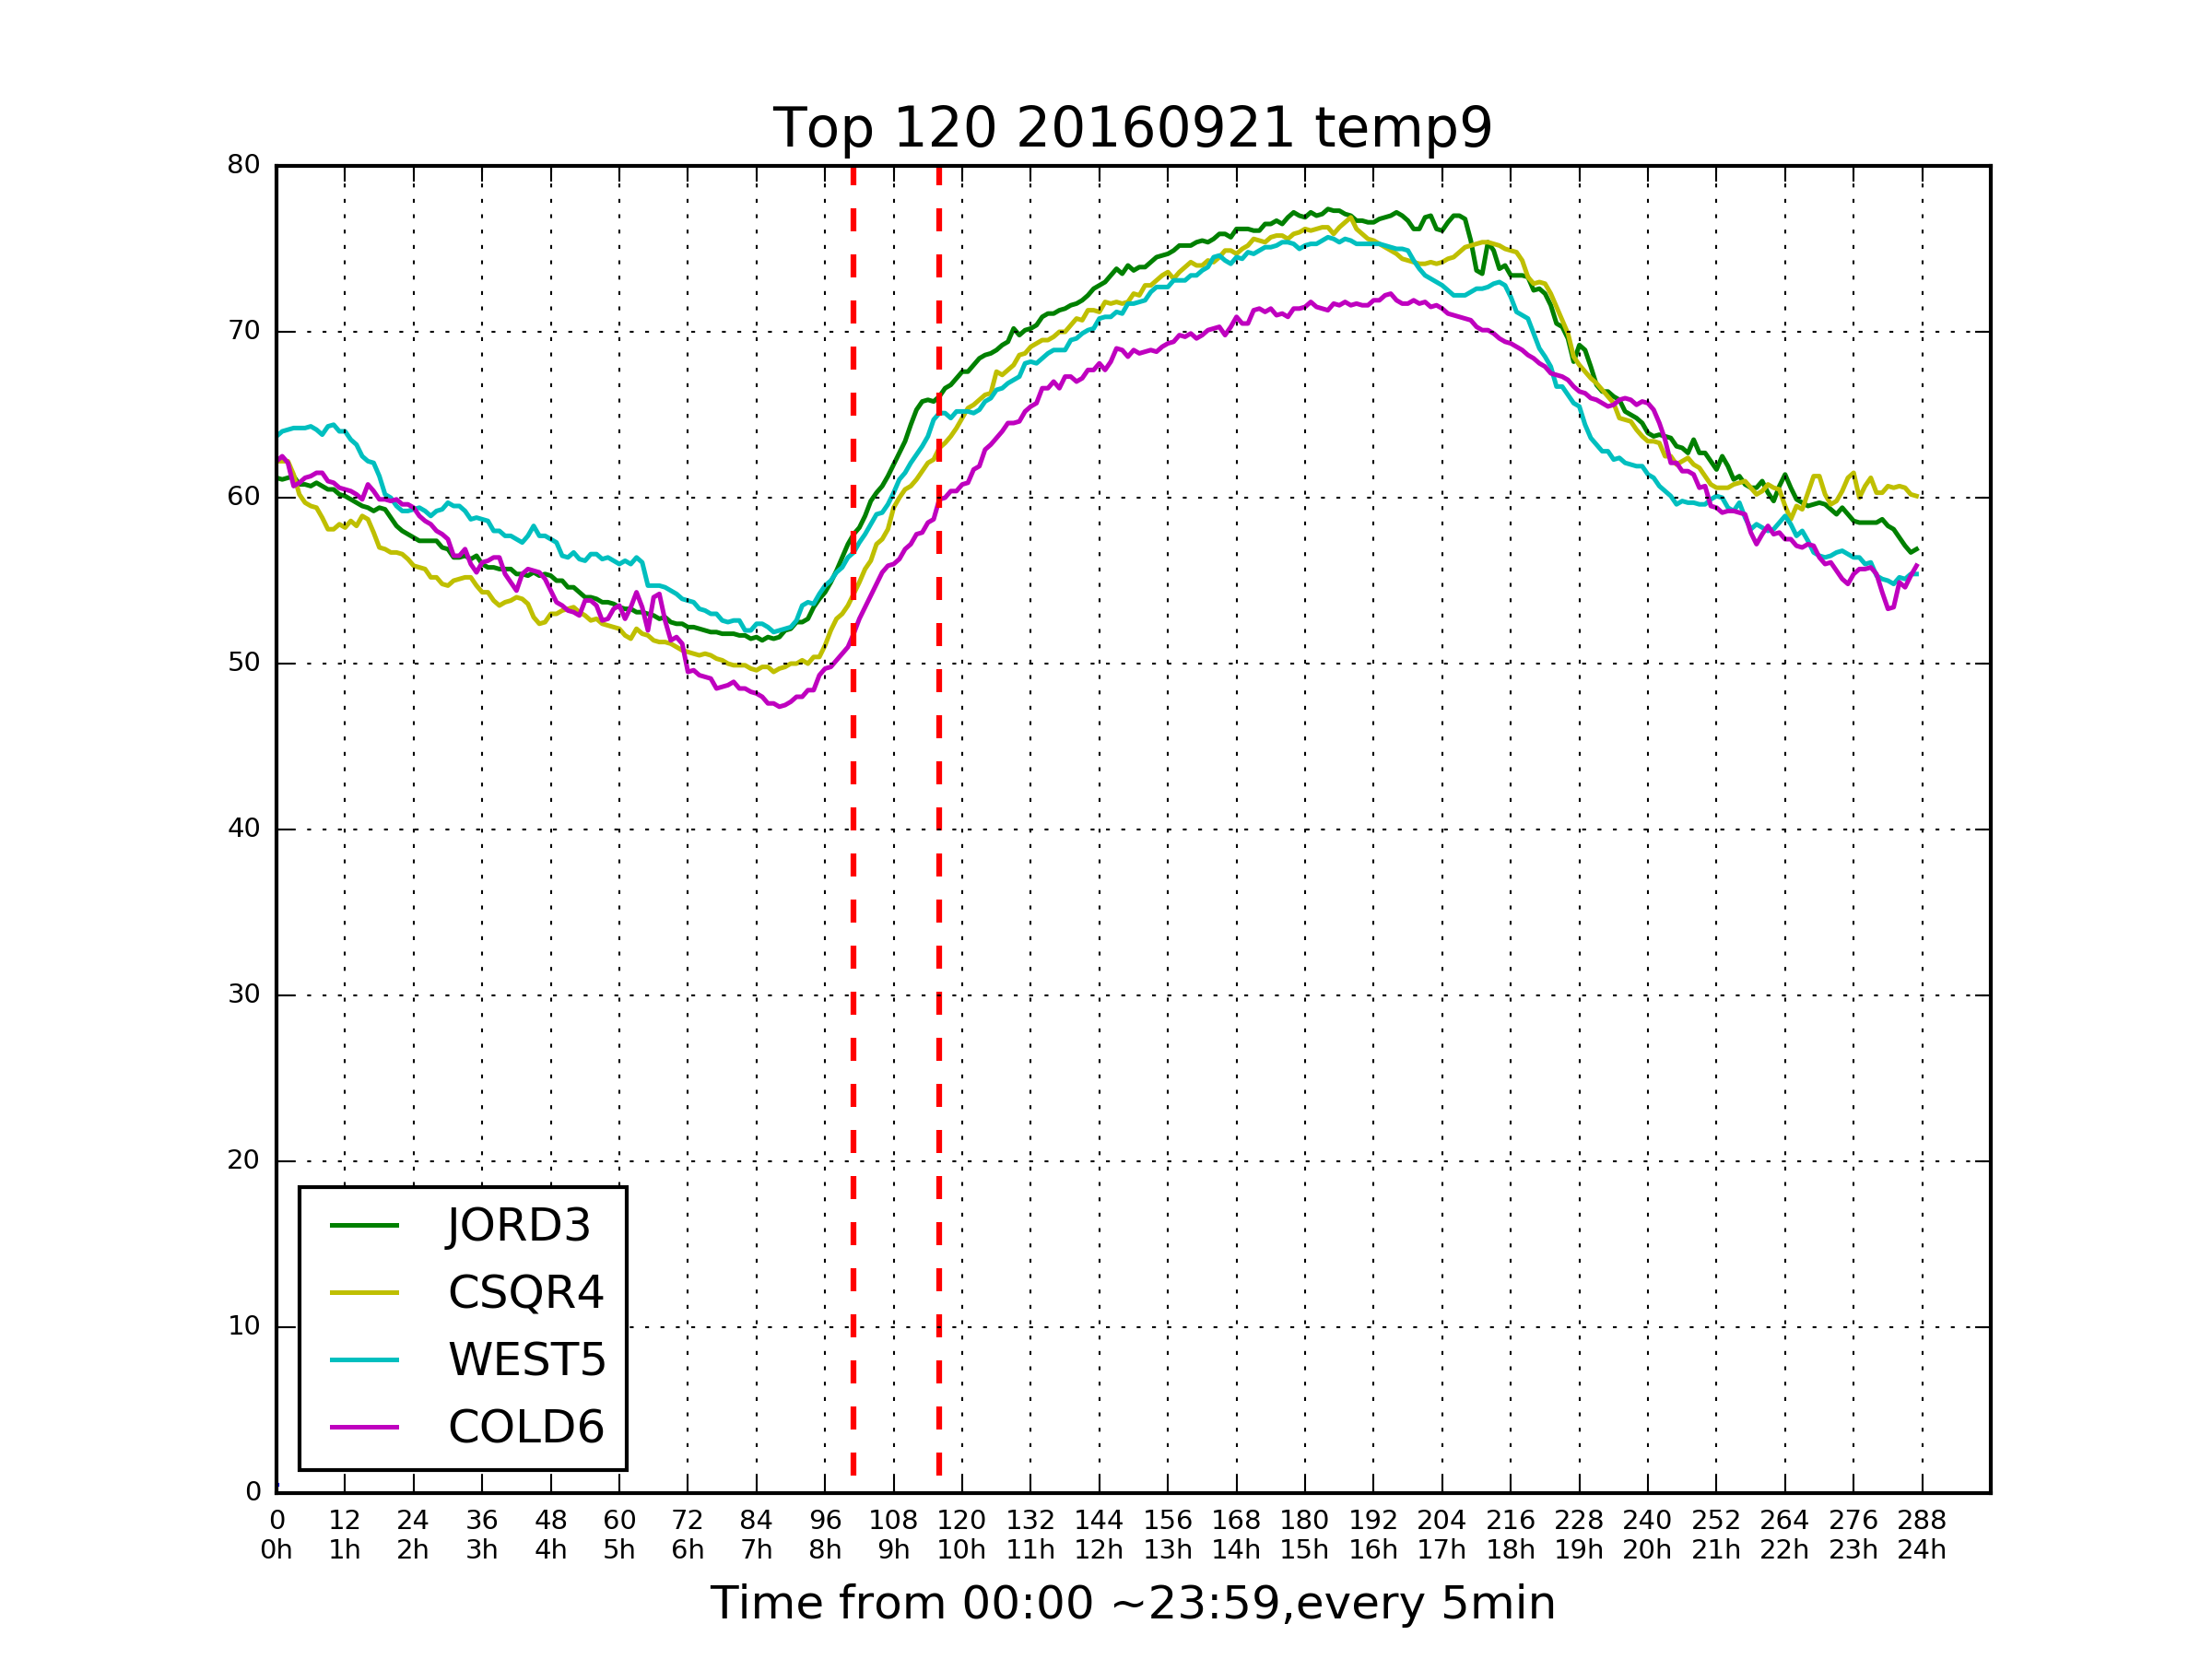 Top 120 20160921 temp9
80
70
60
50
40
30
20
10
0
JORD3
CSQR4
WEST5
COLD6
0 12 24 36 48 60 72 84 96 108 120 132 144 156 168 180 192 204 216 228 240 252 264 276 288
0h 1h 2h 3h 4h 5h 6h 7h 8h 9h 10h 11h 12h 13h 14h 15h 16h 17h 18h 19h 20h 21h 22h 23h 24h
Time from 00:00 ~23:59,every 5min